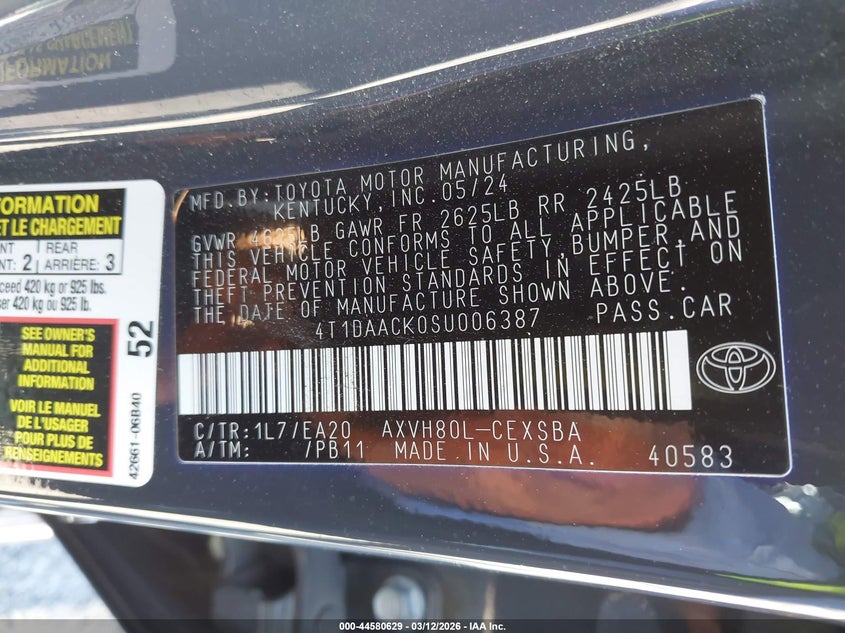 & CHARGEMENT
INFORMATION
FORMATION
ET LE CHARGEMENT
REAR
2 ARRIÈRE: 3
420 kg or 925 lbs.
420 kg ou 925 lb.
SEE OWNER'S
MANUAL FOR
ADDITIONAL
INFORMATION
VOIR LE MANUEL
DE L'USAGER
POUR PLUS DE
RENSEIGNEMENTS
52
42661-06B40
MFD. BY: TOYOTA MOTOR MANUFACTURING,
KENTUCKY, INC. 05/24
GVWR 4625LB GAWR FR 2625LB RR 2425LB
THIS VEHICLE CONFORMS TO ALL APPLICABLE
FEDERAL MOTOR VEHICLE SAFETY, BUMPER, AND
THEFT PREVENTION STANDARDS IN EFFECT ON
THE DATE OF MANUFACTURE SHOWN ABOVE.
4T1DAACK0SU006387 PASS. CAR
C/TR: 1L7/EA20 AXVH80L-CEXSBA
A/TM: /PB11 MADE IN U.S.A. 40583
000-44580629 - 03/12/2026 - IAA Inc.